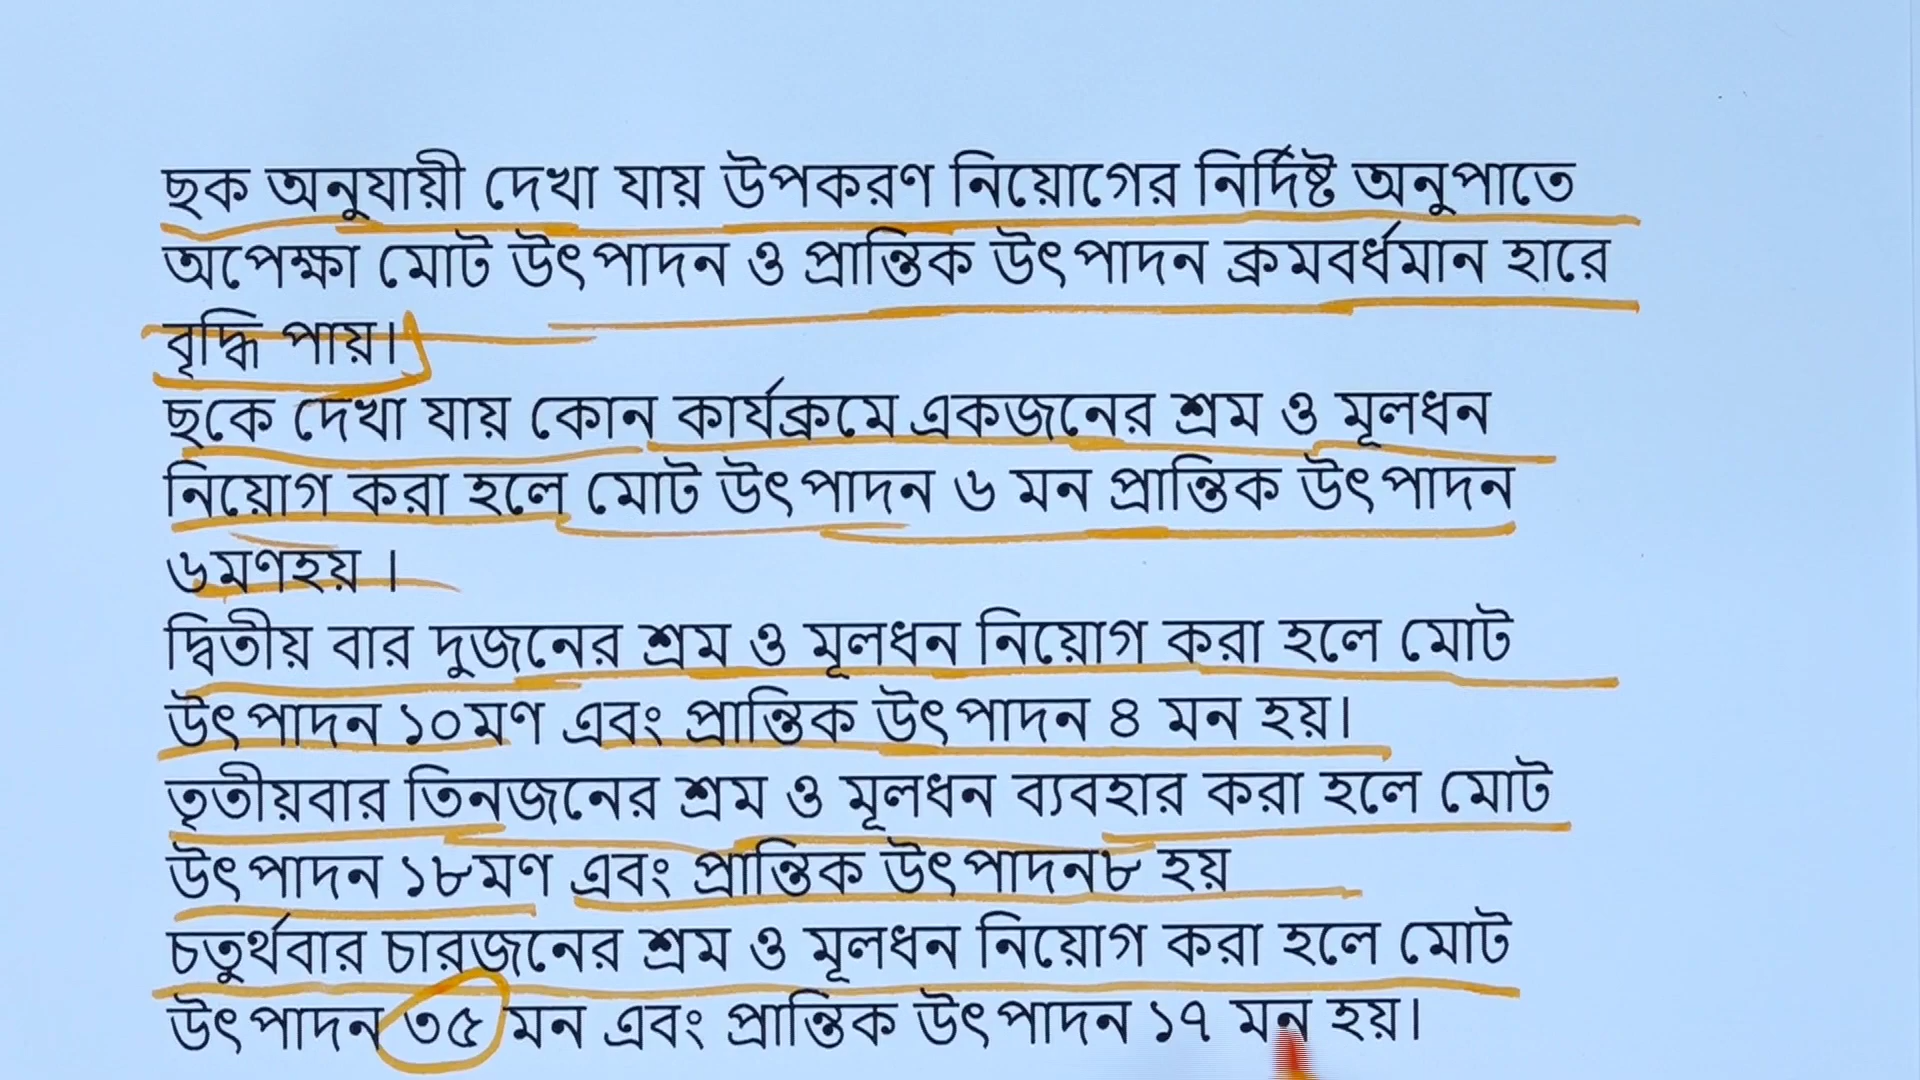 ছক অনুযায়ী দেখা যায় উপকরণ নিয়োগের নির্দিষ্ট অনুপাতে
অপেক্ষা মোট উৎপাদন ও প্রান্তিক উৎপাদন ক্রমবর্ধমান হারে
বৃদ্ধি পায়।
ছকে দেখা যায় কোন কার্যক্রমে একজনের শ্রম ও মূলধন
নিয়োগ করা হলে মোট উৎপাদন ৬ মন প্রান্তিক উৎপাদন
৬মণহয় ।
দ্বিতীয় বার দুজনের শ্রম ও মূলধন নিয়োগ করা হলে মোট
উৎপাদন ১০মণ এবং প্রান্তিক উৎপাদন ৪ মন হয়।
তৃতীয়বার তিনজনের শ্রম ও মূলধন ব্যবহার করা হলে মোট
উৎপাদন ১৮মণ এবং প্রান্তিক উৎপাদন৮ হয়
চতুর্থবার চারজনের শ্রম ও মূলধন নিয়োগ করা হলে মোট
উৎপাদন ৩৫ মন এবং প্রান্তিক উৎপাদন ১৭ মন হয়।